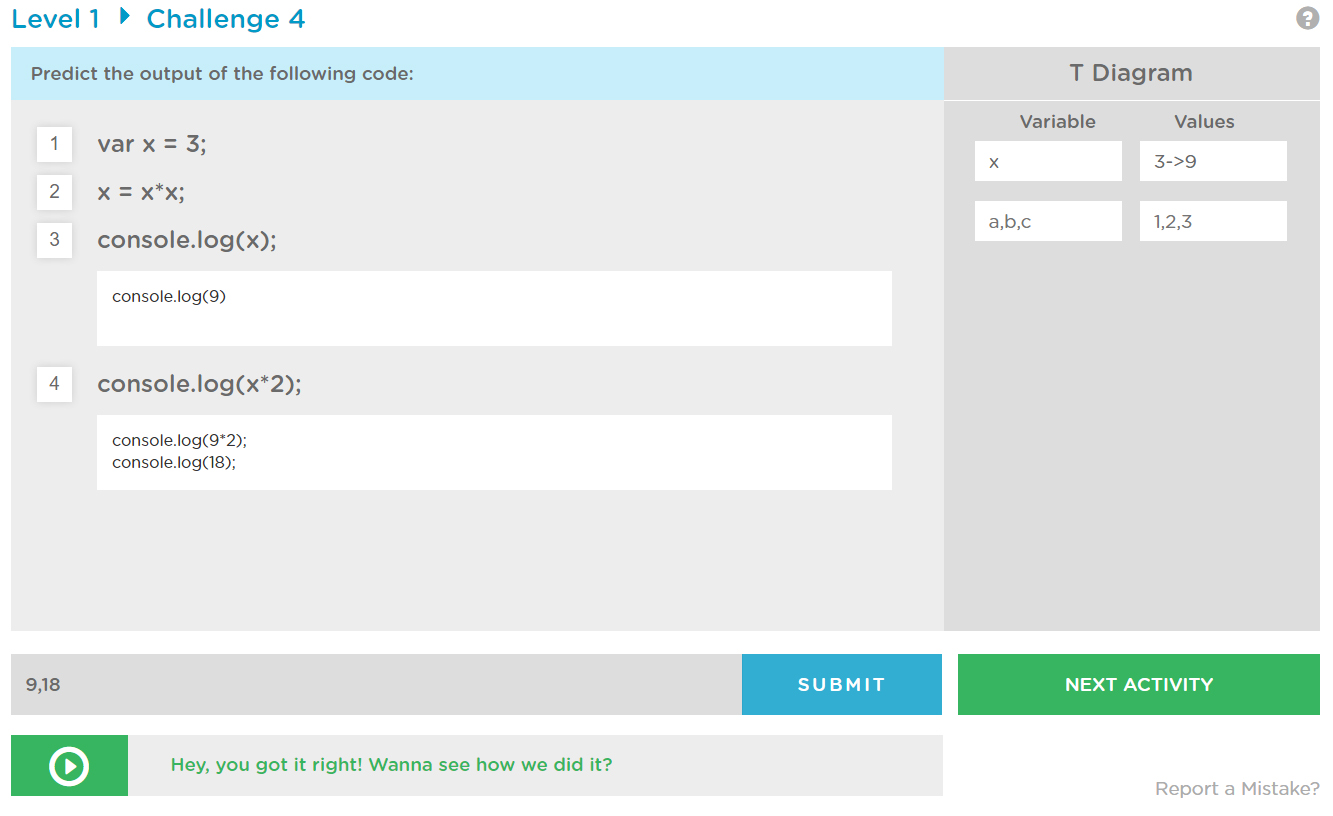 Level 1 Challenge 4
?
Predict the output of the following code:
1 var x = 3;
2 x = x*x;
3 console.log(x);
console.log(9)
4 console.log(x*2);
console.log(9*2);
console.log(18);
T Diagram
Variable Values
x 3->9
a,b,c 1,2,3
9,18
SUBMIT
NEXT ACTIVITY
Hey, you got it right! Wanna see how we did it?
Report a Mistake?